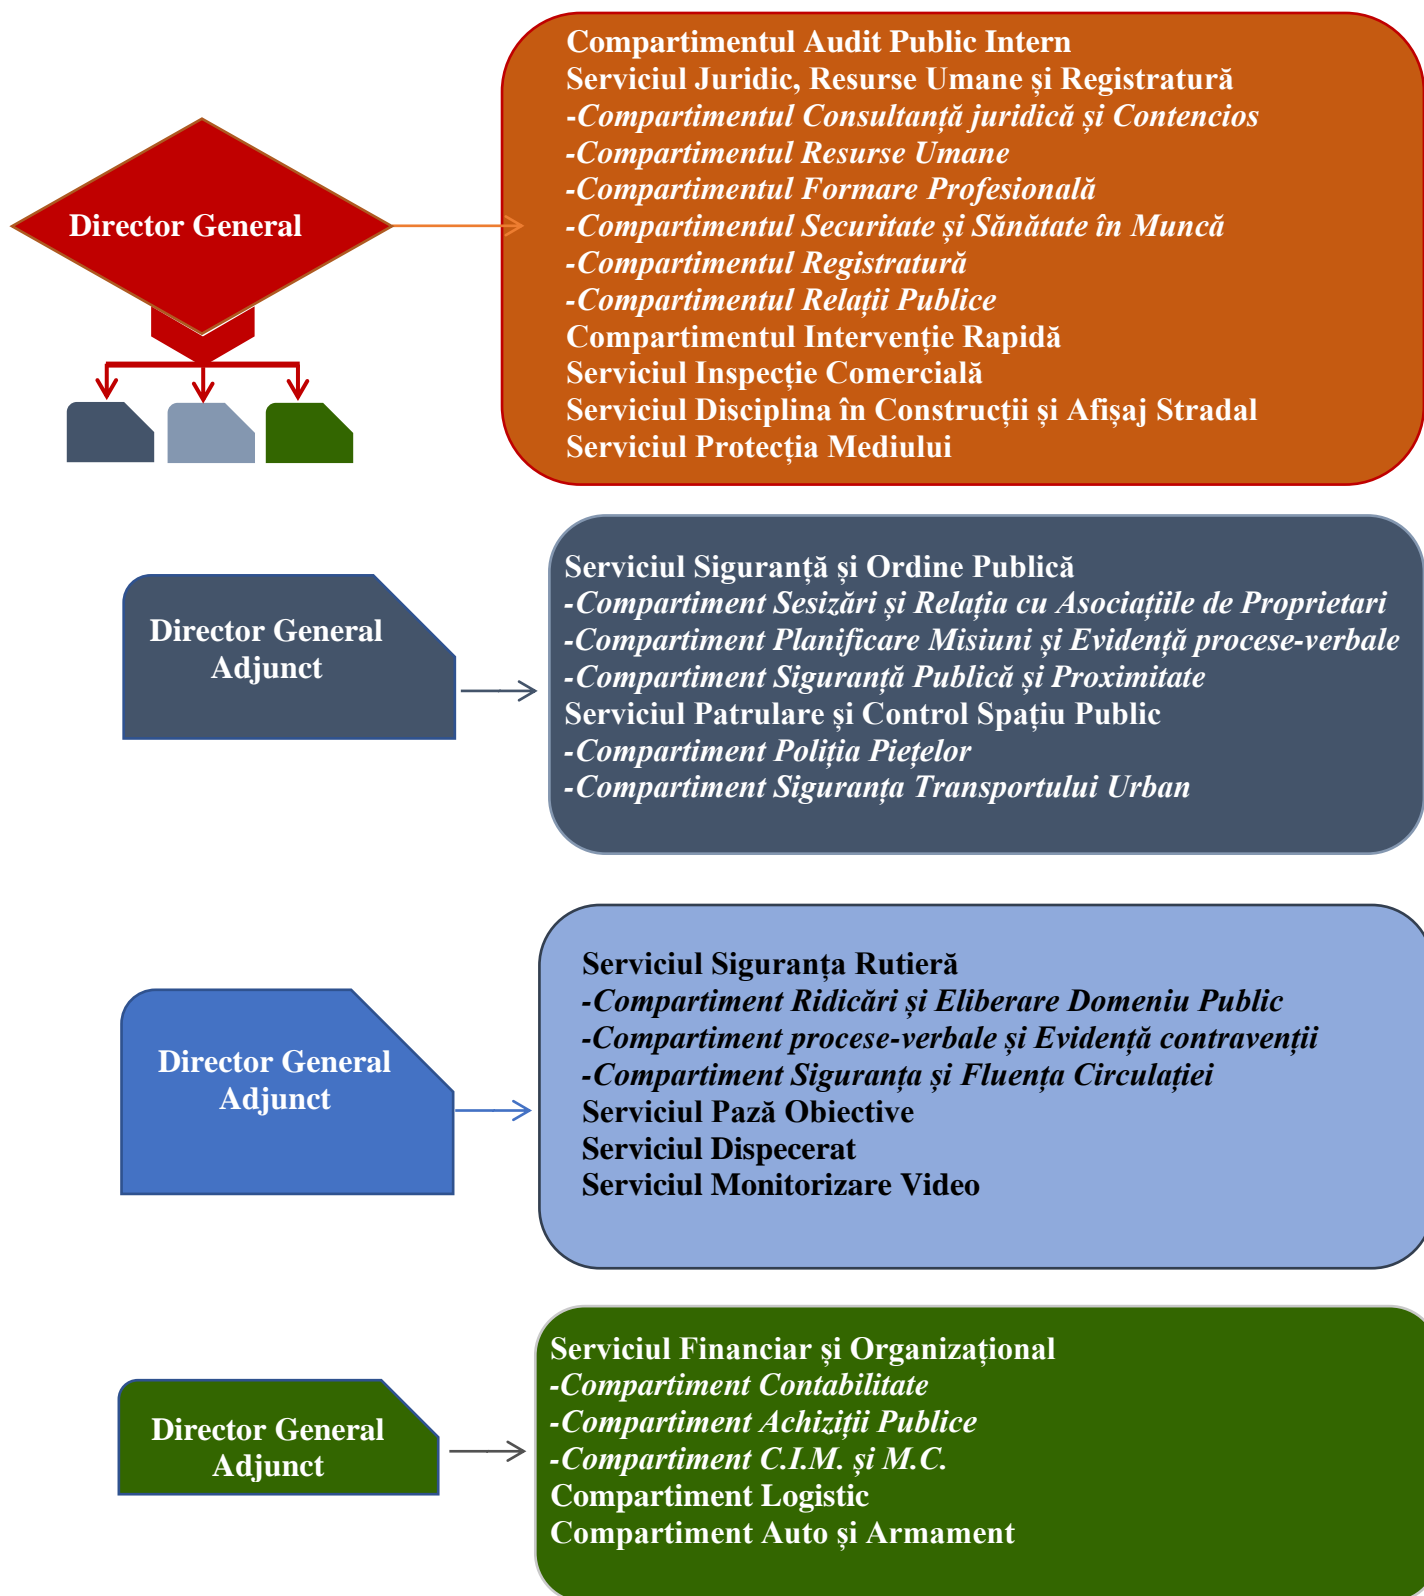 Director General
Compartimentul Audit Public Intern
Serviciul Juridic, Resurse Umane și Registratură
-Compartimentul Consultanță juridică și Contencios
-Compartimentul Resurse Umane
-Compartimentul Formare Profesională
-Compartimentul Securitate și Sănătate în Muncă
-Compartimentul Registratură
-Compartimentul Relații Publice
Compartimentul Intervenție Rapidă
Serviciul Inspecție Comercială
Serviciul Disciplina în Construcții și Afișaj Stradal
Serviciul Protecția Mediului
Director General
Adjunct
Serviciul Siguranță și Ordine Publică
-Compartiment Sesizări și Relația cu Asociațiile de Proprietari
-Compartiment Planificare Misiuni și Evidență procese-verbale
-Compartiment Siguranță Publică și Proximitate
Serviciul Patrulare și Control Spațiu Public
-Compartiment Poliția Piețelor
-Compartiment Siguranța Transportului Urban
Director General
Adjunct
Serviciul Siguranța Rutieră
-Compartiment Ridicări și Eliberare Domeniu Public
-Compartiment procese-verbale și Evidență contravenții
-Compartiment Siguranța și Fluența Circulației
Serviciul Pază Obiective
Serviciul Dispecerat
Serviciul Monitorizare Video
Director General
Adjunct
Serviciul Financiar și Organizațional
-Compartiment Contabilitate
-Compartiment Achiziții Publice
-Compartiment C.I.M. și M.C.
Compartiment Logistic
Compartiment Auto și Armament